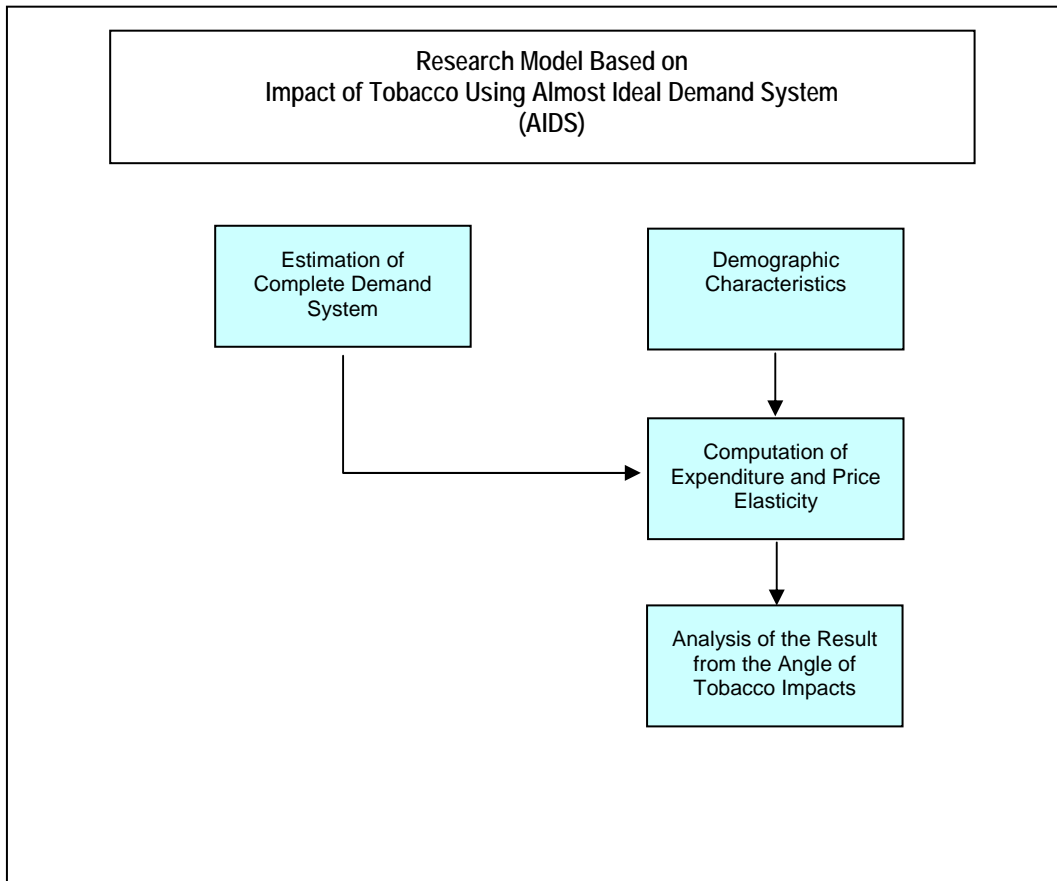 Research Model Based on
Impact of Tobacco Using Almost Ideal Demand System
(AIDS)
Estimation of
Complete Demand
System
Demographic
Characteristics
Computation of
Expenditure and Price
Elasticity
Analysis of the Result
from the Angle of
Tobacco Impacts